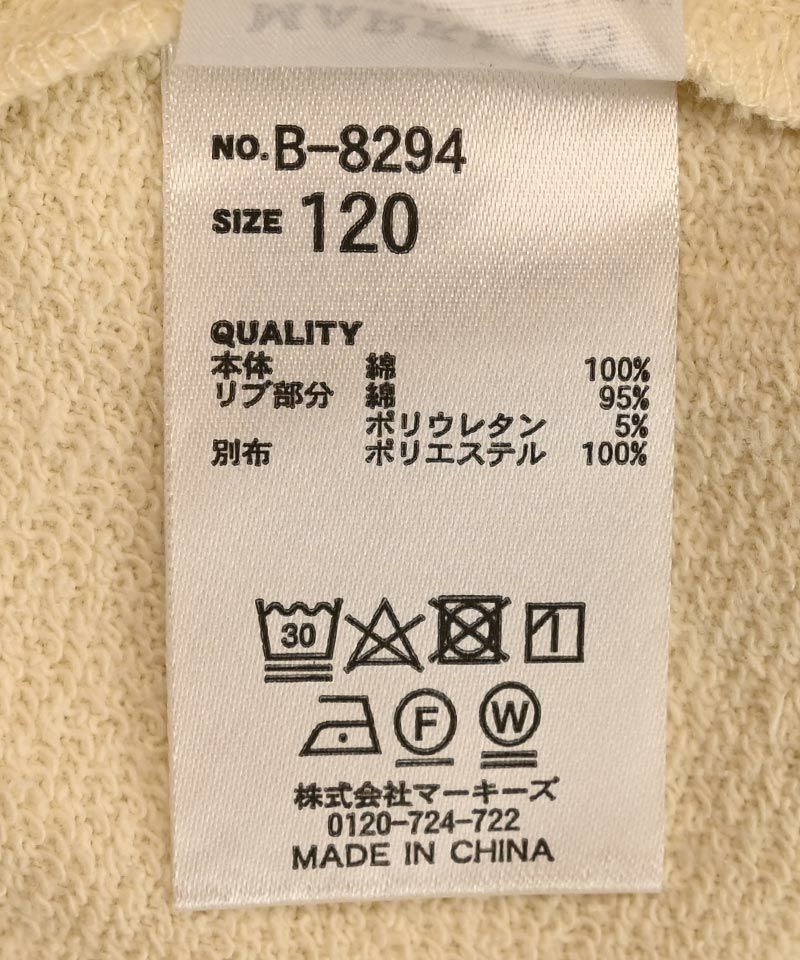 MARKEY'S
NO. B-8294
SIZE 120
QUALITY
本体 綿 100%
リブ部分 綿 95%
ポリウレタン 5%
別布 ポリエステル 100%
30
1
F
W
株式会社マーキーズ
0120-724-722
MADE IN CHINA